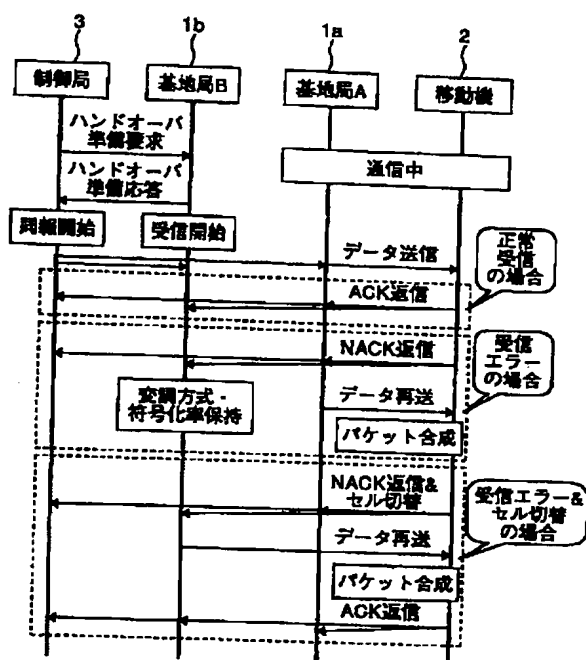 3
1b
1a
2
制御局
基地局B
基地局A
移動機
ハンドオーバ
準備要求
ハンドオーバ
準備応答
通信中
同報開始
受信開始
データ送信
正常
受信
の場合
ACK返信
NACK返信
受信
エラー
の場合
変調方式・
符号化率保持
データ再送
パケット合成
NACK返信&
セル切替
受信エラー&
セル切替
の場合
データ再送
パケット合成
ACK返信